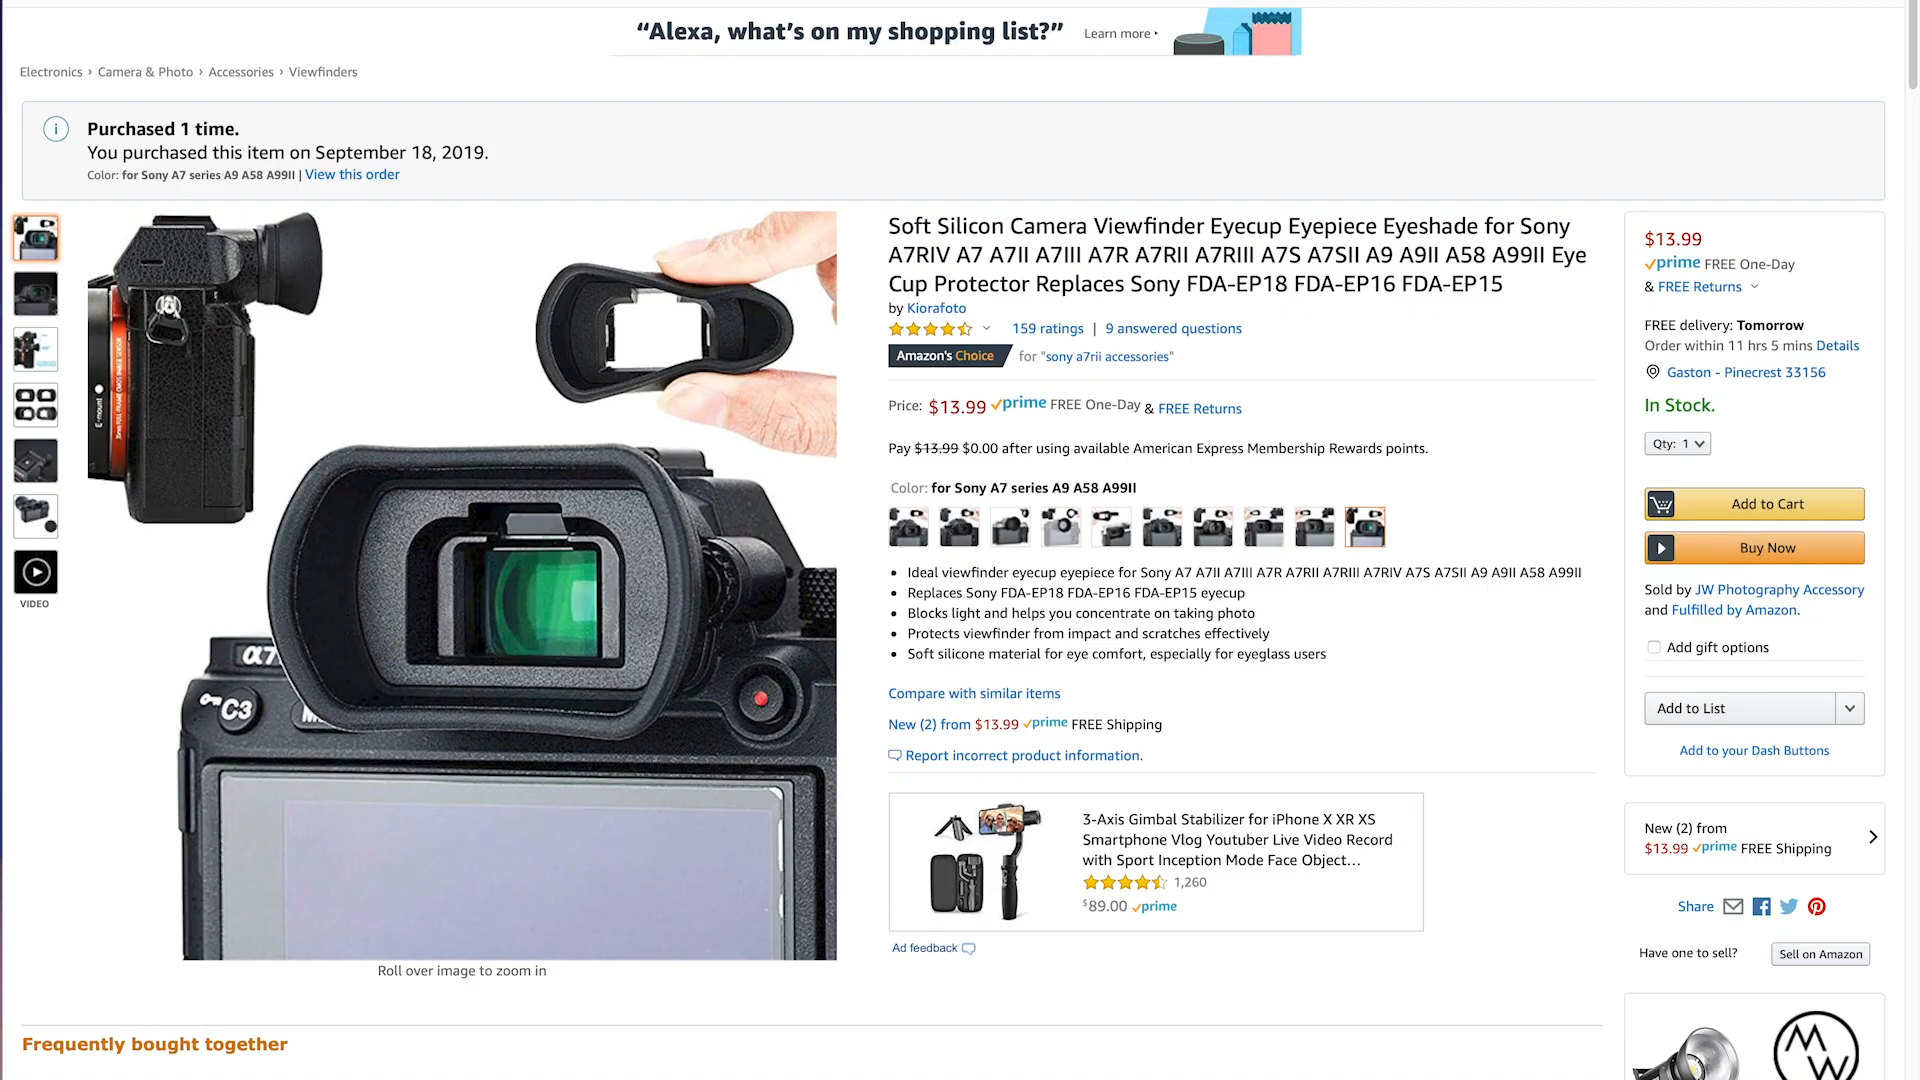 “Alexa, what’s on my shopping list?” Learn more ▸
Electronics › Camera & Photo › Accessories › Viewfinders
Purchased 1 time.
You purchased this item on September 18, 2019.
Color: for Sony A7 series A9 A58 A99II | View this order
E-mount
35mm FULL-FRAME CMOS IMAGE SENSOR
α7
C3
VIDEO
Roll over image to zoom in
Soft Silicon Camera Viewfinder Eyecup Eyepiece Eyeshade for Sony
A7RIV A7 A7II A7III A7R A7RII A7RIII A7S A7SII A9 A9II A58 A99II Eye
Cup Protector Replaces Sony FDA-EP18 FDA-EP16 FDA-EP15
by Kiorafoto
159 ratings | 9 answered questions
Amazon's Choice for "sony a7rii accessories"
Price: $13.99 prime FREE One-Day & FREE Returns
Pay $13.99 $0.00 after using available American Express Membership Rewards points.
Color: for Sony A7 series A9 A58 A99II
• Ideal viewfinder eyecup eyepiece for Sony A7 A7II A7III A7R A7RII A7RIII A7RIV A7S A7SII A9 A9II A58 A99II
• Replaces Sony FDA-EP18 FDA-EP16 FDA-EP15 eyecup
• Blocks light and helps you concentrate on taking photo
• Protects viewfinder from impact and scratches effectively
• Soft silicone material for eye comfort, especially for eyeglass users
Compare with similar items
New (2) from $13.99 prime FREE Shipping
Report incorrect product information.
3-Axis Gimbal Stabilizer for iPhone X XR XS
Smartphone Vlog Youtuber Live Video Record
with Sport Inception Mode Face Object…
1,260
$89.00 prime
Ad feedback
$13.99
prime FREE One-Day
& FREE Returns
FREE delivery: Tomorrow
Order within 11 hrs 5 mins Details
Gaston - Pinecrest 33156
In Stock.
Qty: 1
Add to Cart
Buy Now
Sold by JW Photography Accessory
and Fulfilled by Amazon.
Add gift options
Add to List
Add to your Dash Buttons
New (2) from
$13.99 prime FREE Shipping
Share
Have one to sell? Sell on Amazon
MW
Frequently bought together